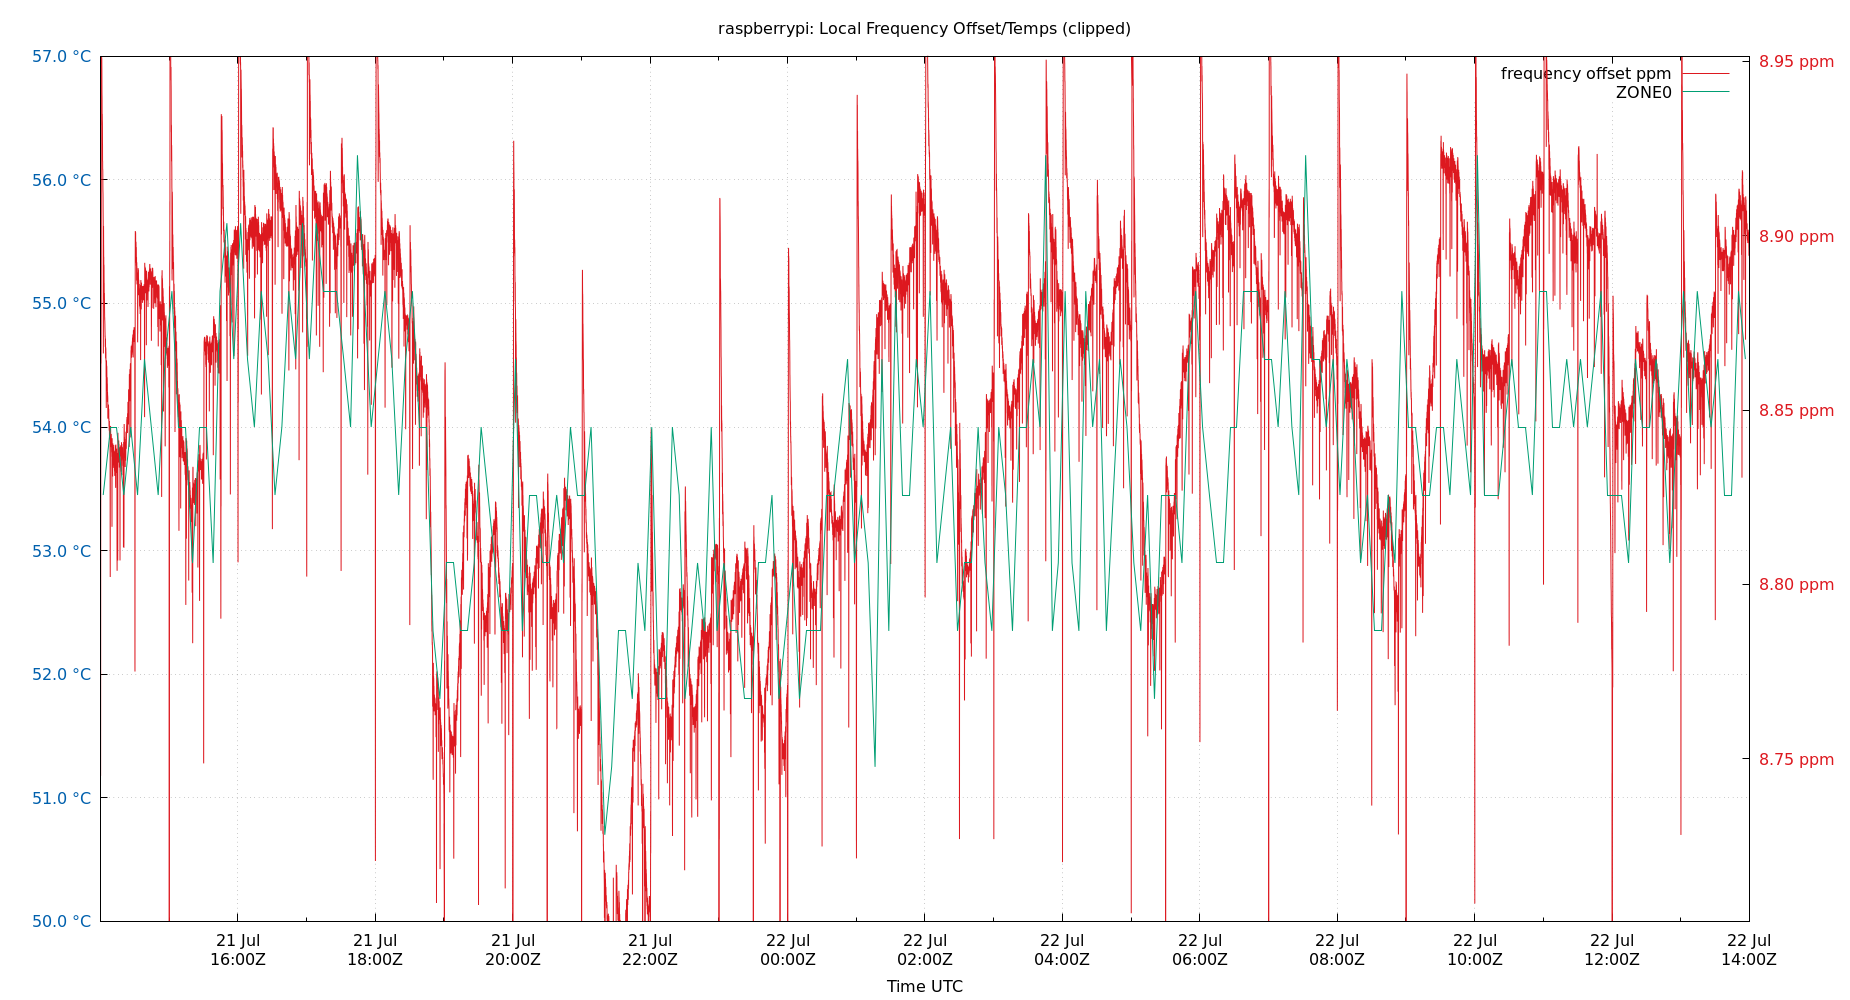 raspberrypi: Local Frequency Offset/Temps (clipped)
57.0 °C
56.0 °C
55.0 °C
54.0 °C
53.0 °C
52.0 °C
51.0 °C
50.0 °C
frequency offset ppm
ZONE0
8.95 ppm
8.90 ppm
8.85 ppm
8.80 ppm
8.75 ppm
21 Jul 21 Jul 21 Jul 21 Jul 22 Jul 22 Jul 22 Jul 22 Jul 22 Jul 22 Jul 22 Jul 22 Jul
16:00Z 18:00Z 20:00Z 22:00Z 00:00Z 02:00Z 04:00Z 06:00Z 08:00Z 10:00Z 12:00Z 14:00Z
Time UTC